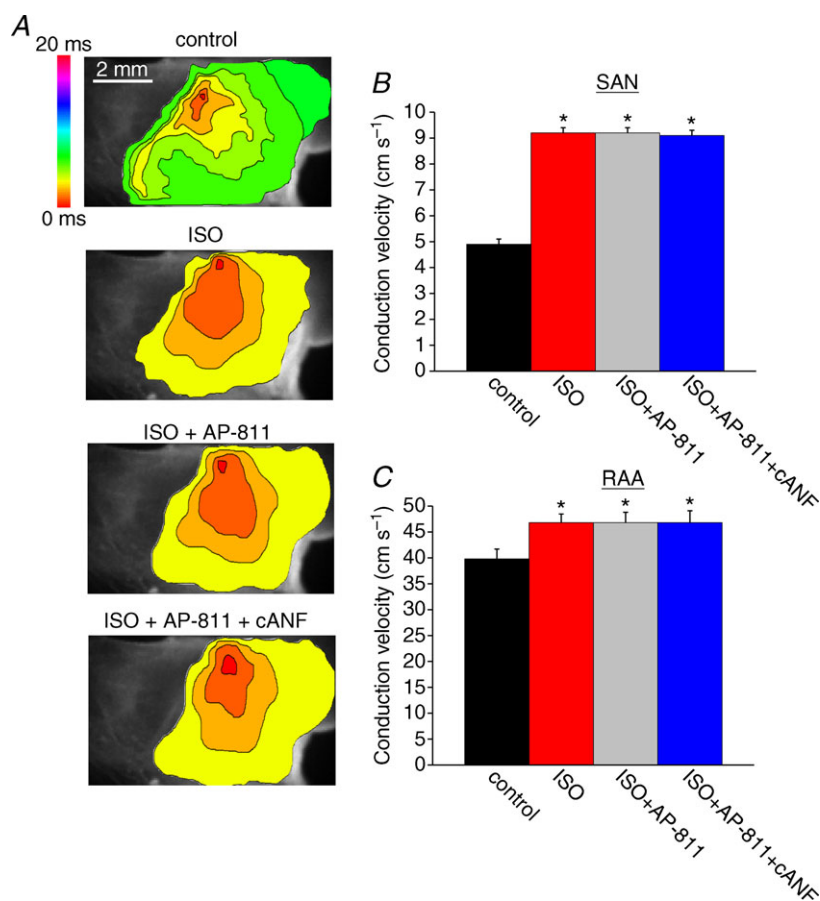 A
20 ms
0 ms
control
2 mm
ISO
ISO + AP-811
ISO + AP-811 + cANF
B
SAN
Conduction velocity (cm s⁻¹)
10
9
8
7
6
5
4
3
2
1
0
* * *
control
ISO
ISO+AP-811
ISO+AP-811+cANF
C
RAA
Conduction velocity (cm s⁻¹)
50
45
40
35
30
25
20
15
10
5
0
* * *
control
ISO
ISO+AP-811
ISO+AP-811+cANF